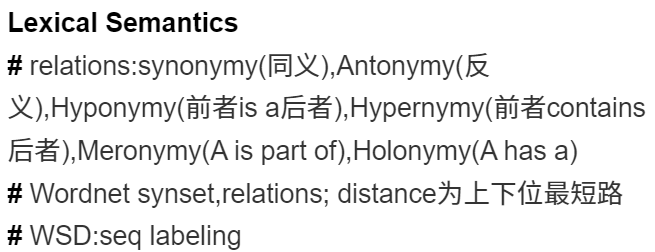 Lexical Semantics
# relations:synonymy(同义),Antonymy(反
义),Hyponymy(前者is a后者),Hypernymy(前者contains
后者),Meronymy(A is part of),Holonymy(A has a)
# Wordnet synset,relations; distance为上下位最短路
# WSD:seq labeling